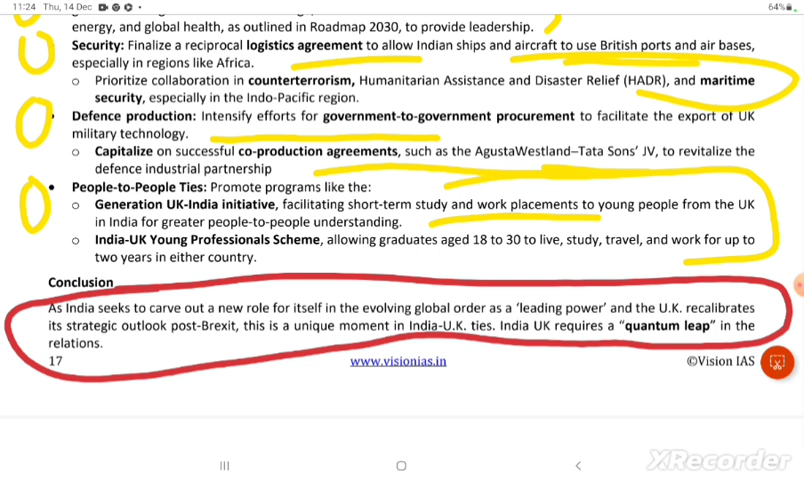 11:24 Thu, 14 Dec
64%
energy, and global health, as outlined in Roadmap 2030, to provide leadership.
Security: Finalize a reciprocal logistics agreement to allow Indian ships and aircraft to use British ports and air bases,
especially in regions like Africa.
o Prioritize collaboration in counterterrorism, Humanitarian Assistance and Disaster Relief (HADR), and maritime
security, especially in the Indo-Pacific region.
Defence production: Intensify efforts for government-to-government procurement to facilitate the export of UK
military technology.
o Capitalize on successful co-production agreements, such as the AgustaWestland–Tata Sons’ JV, to revitalize the
defence industrial partnership
• People-to-People Ties: Promote programs like the:
o Generation UK-India initiative, facilitating short-term study and work placements to young people from the UK
in India for greater people-to-people understanding.
o India-UK Young Professionals Scheme, allowing graduates aged 18 to 30 to live, study, travel, and work for up to
two years in either country.
Conclusion
As India seeks to carve out a new role for itself in the evolving global order as a ‘leading power’ and the U.K. recalibrates
its strategic outlook post-Brexit, this is a unique moment in India-U.K. ties. India UK requires a “quantum leap” in the
relations.
17 www.visionias.in ©Vision IAS
XRecorder